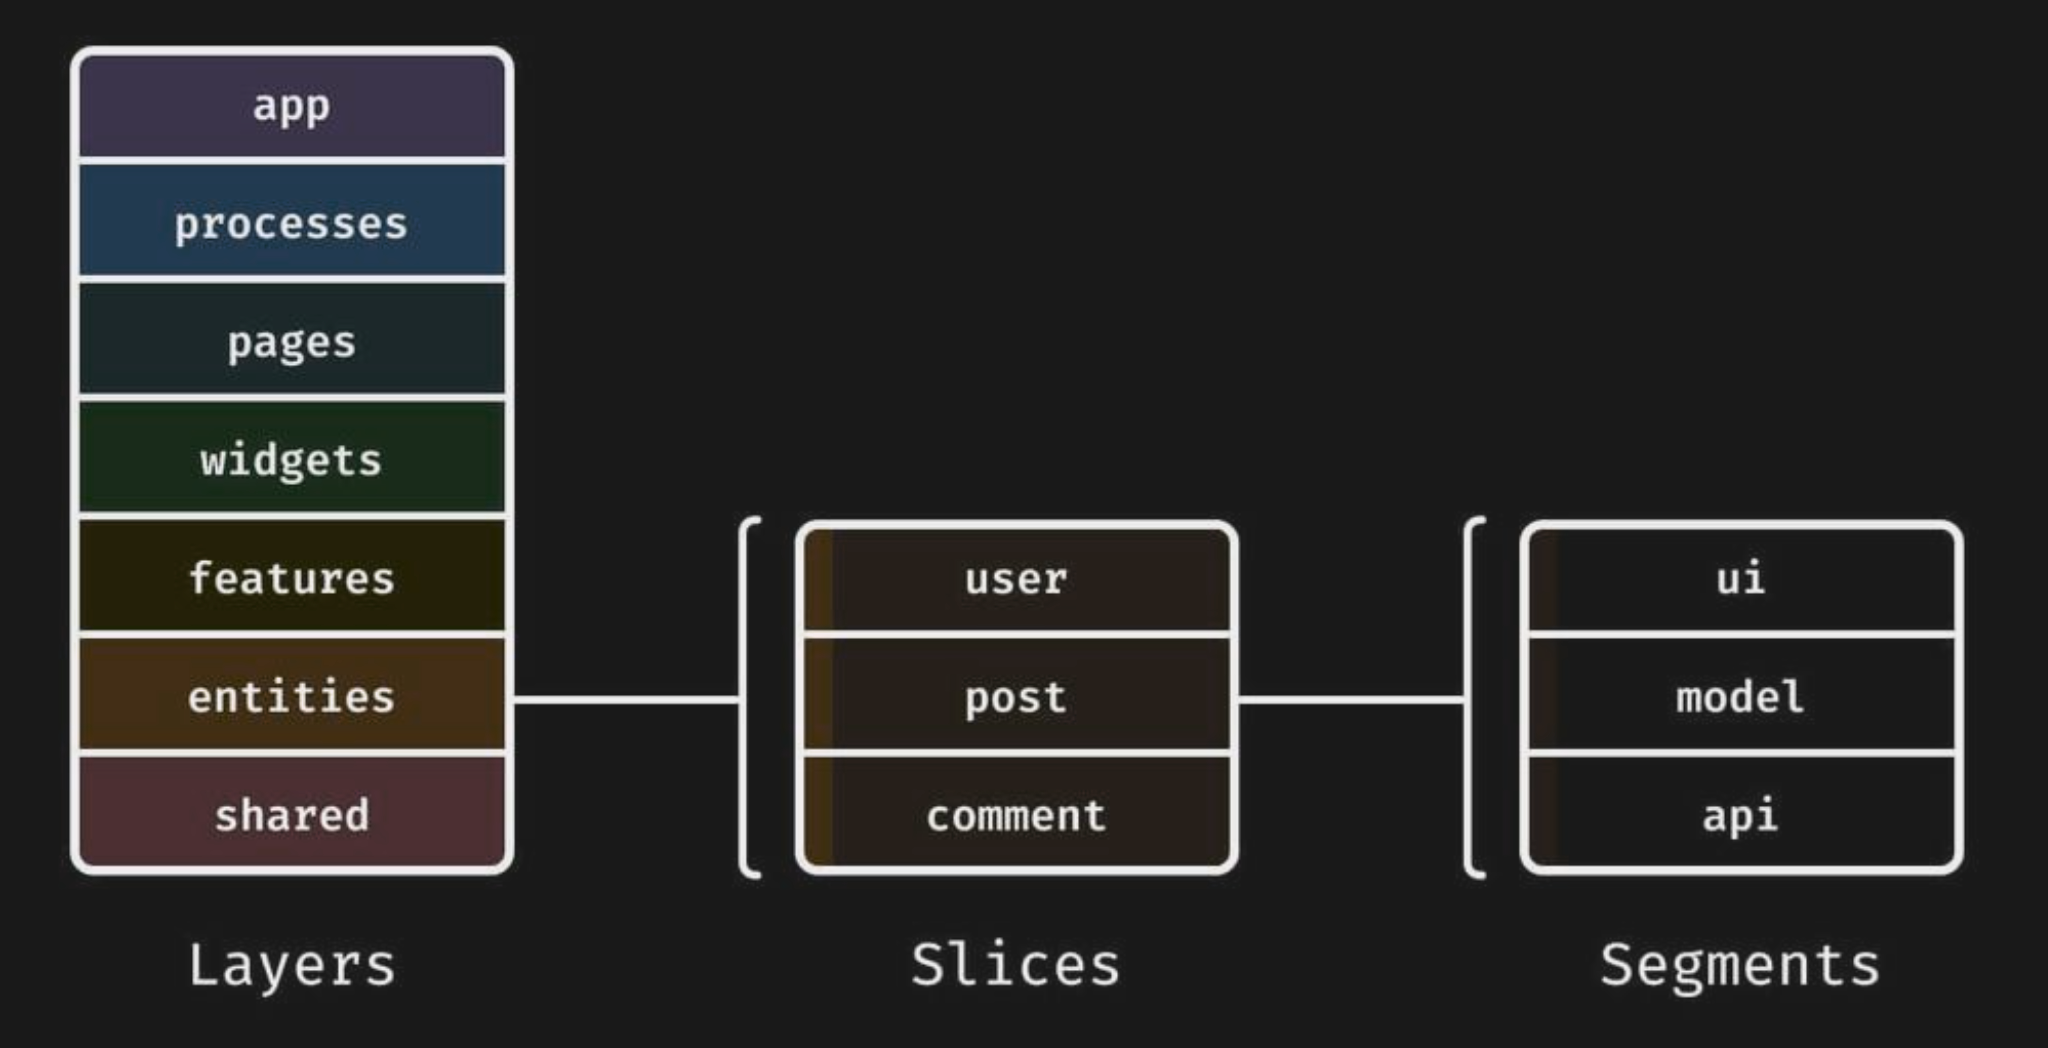 app
processes
pages
widgets
features
entities
shared
Layers
user
post
comment
Slices
ui
model
api
Segments